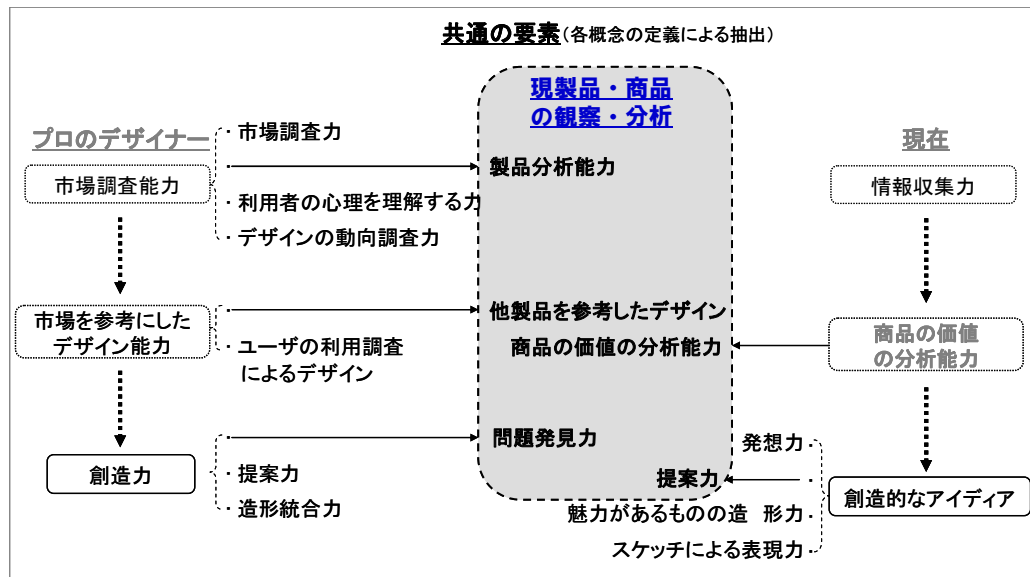 共通の要素(各概念の定義による抽出)
現製品・商品
の観察・分析
プロのデザイナー
現在
・市場調査力
・
製品分析能力
市場調査能力
情報収集力
・利用者の心理を理解する力
・デザインの動向調査力
・
他製品を参考したデザイン
市場を参考にした
デザイン能力
・ユーザの利用調査
によるデザイン
商品の価値の分析能力
商品の価値
の分析能力
・
問題発見力
発想力・
創造力
・提案力
提案力
・
創造的なアイディア
・造形統合力
魅力があるものの造 形力・
スケッチによる表現力・